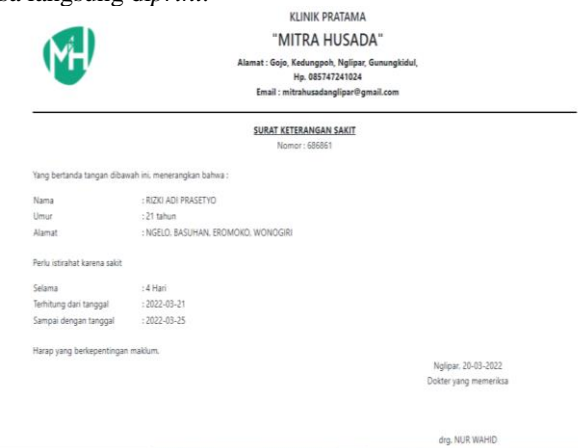 langsung diprint.
MH
KLINIK PRATAMA
"MITRA HUSADA"
Alamat : Gojo, Kedungpoh, Nglipar, Gunungkidul,
Hp. 085747241024
Email : mitrahusadanglipar@gmail.com
SURAT KETERANGAN SAKIT
Nomor : 686861
Yang bertanda tangan dibawah ini, menerangkan bahwa :
Nama : RIZKI ADI PRASETYO
Umur : 21 tahun
Alamat : NGELO, BASUHAN, EROMOKO, WONOGIRI
Perlu istirahat karena sakit
Selama : 4 Hari
Terhitung dari tanggal : 2022-03-21
Sampai dengan tanggal : 2022-03-25
Harap yang berkepentingan maklum.
Nglipar, 20-03-2022
Dokter yang memeriksa
drg. NUR WAHID